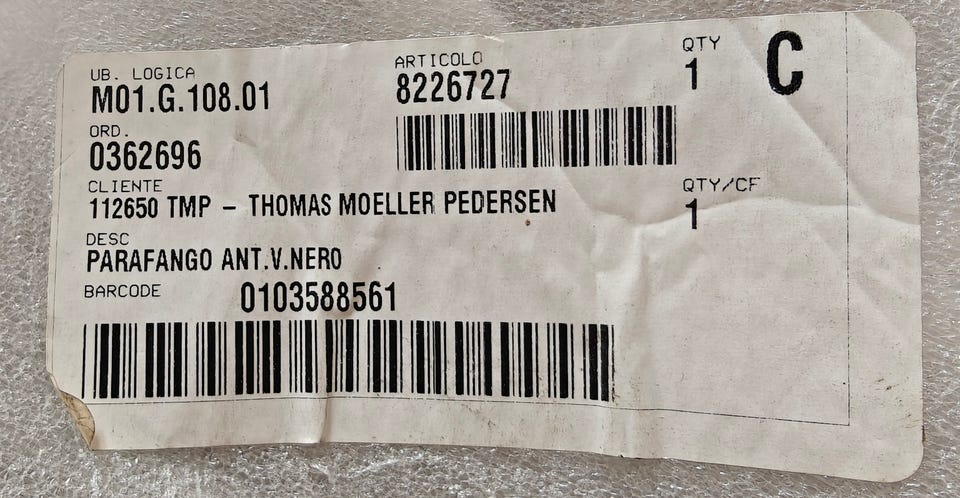 UB. LOGICA
M01.G.108.01
ARTICOLO
8226727
QTY
1
C
ORD.
0362696
CLIENTE
112650 TMP – THOMAS MOELLER PEDERSEN
QTY/CF
1
DESC
PARAFANGO ANT.V.NERO
BARCODE 0103588561